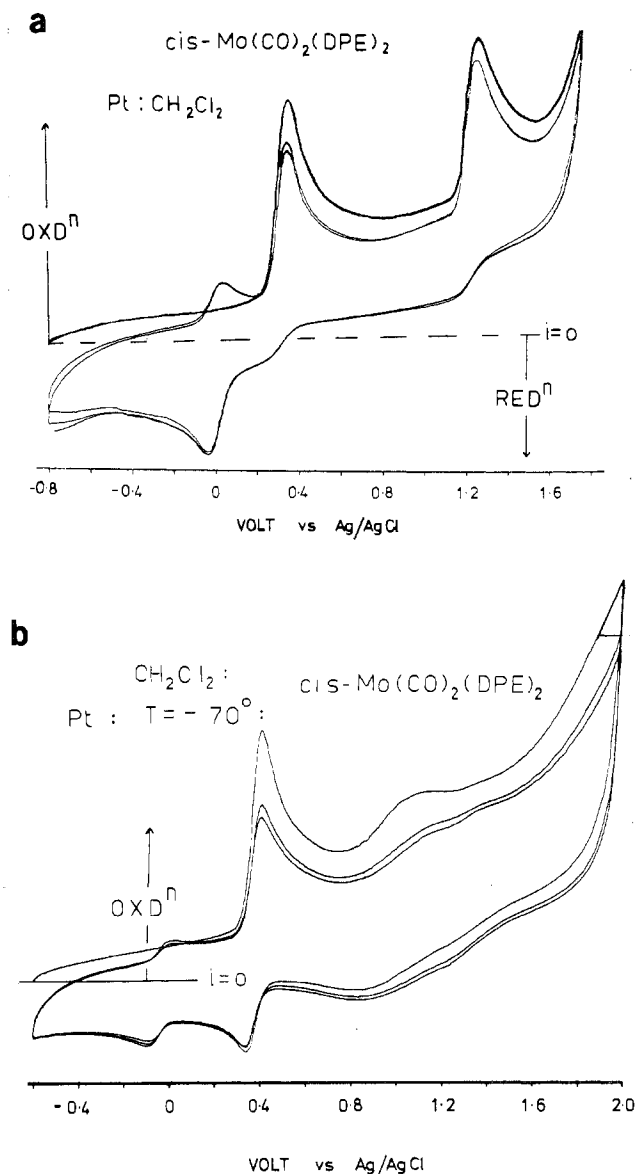 a
cis-Mo(CO)₂(DPE)₂
Pt : CH₂Cl₂
OXDⁿ
i=0
REDⁿ
-0.8 -0.4 0 0.4 0.8 1.2 1.6
VOLT vs Ag/AgCl
b
CH₂Cl₂ :
cis-Mo(CO)₂(DPE)₂
Pt : T = - 70° :
OXDⁿ
i=0
-0.4 0 0.4 0.8 1.2 1.6 2.0
VOLT vs Ag/AgCl